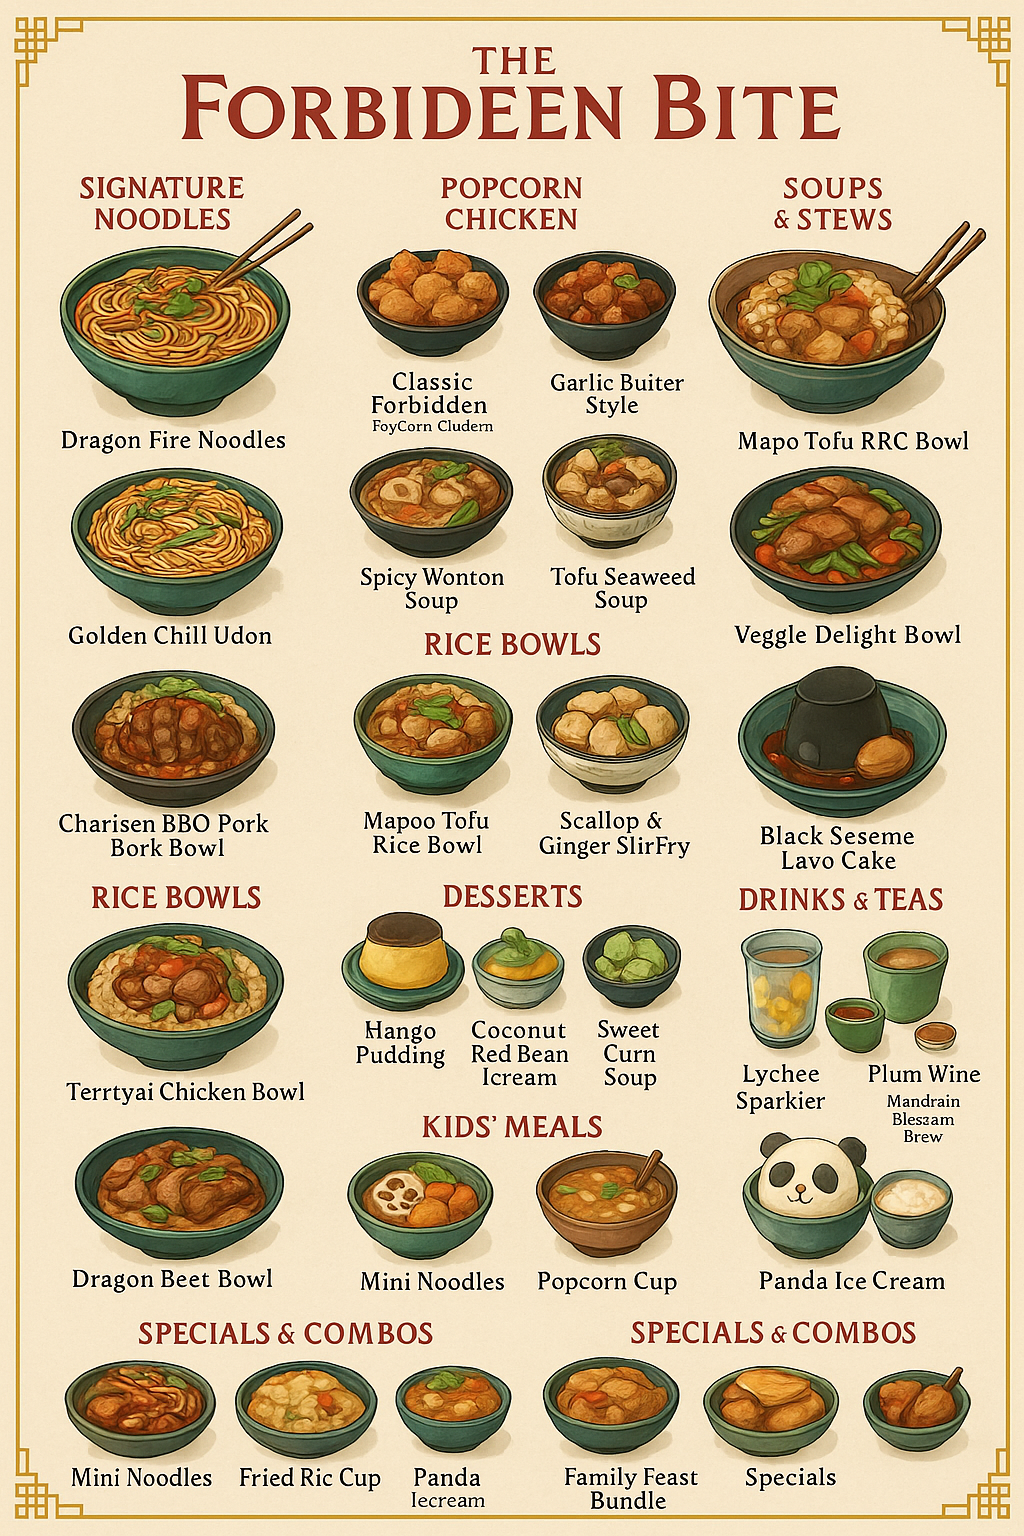 THE
FORBIDEEN BITE
SIGNATURE
NOODLES
Dragon Fire Noodles
Golden Chill Udon
Charisen BBO Pork
Bork Bowl
POPCORN
CHICKEN
Classic
Forbidden
FoyCorn Cludern
Garlic Buiter
Style
Spicy Wonton
Soup
Tofu Seaweed
Soup
SOUPS
& STEWS
Mapo Tofu RRC Bowl
Veggle Delight Bowl
Black Seseme
Lavo Cake
RICE BOWLS
Mapoo Tofu
Rice Bowl
Scallop &
Ginger SlirFry
RICE BOWLS
Terrtyai Chicken Bowl
Dragon Beet Bowl
DESSERTS
Hango
Pudding
Coconut
Red Bean
Icream
Sweet
Curn
Soup
DRINKS & TEAS
Lychee
Sparkier
Plum Wine
Mandrain
Bleszam
Brew
Panda Ice Cream
KIDS' MEALS
Mini Noodles
Popcorn Cup
SPECIALS & COMBOS
Mini Noodles
Fried Ric Cup
Panda
Iecream
SPECIALS & COMBOS
Family Feast
Bundle
Specials